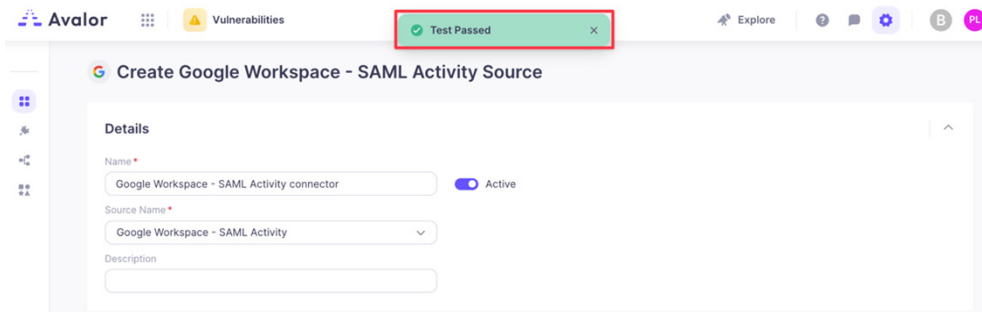 Avalor
Vulnerabilities
Test Passed
Explore
B
PL
G Create Google Workspace - SAML Activity Source
Details
Name *
Google Workspace - SAML Activity connector
Active
Source Name *
Google Workspace - SAML Activity
Description